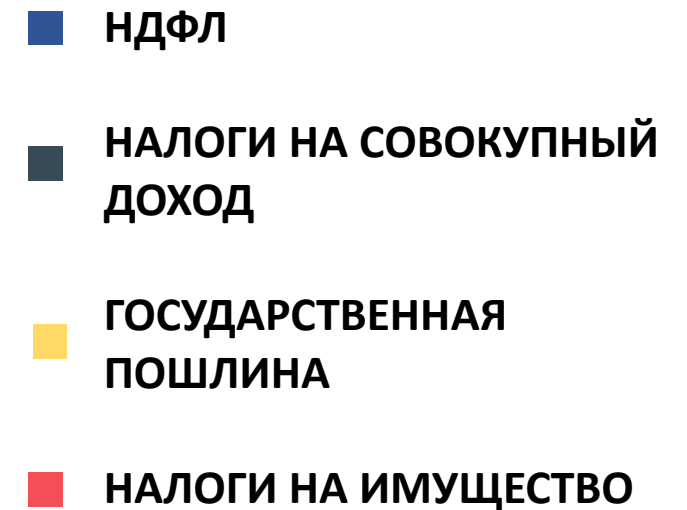 НДФЛ
НАЛОГИ НА СОВОКУПНЫЙ
ДОХОД
ГОСУДАРСТВЕННАЯ
ПОШЛИНА
НАЛОГИ НА ИМУЩЕСТВО